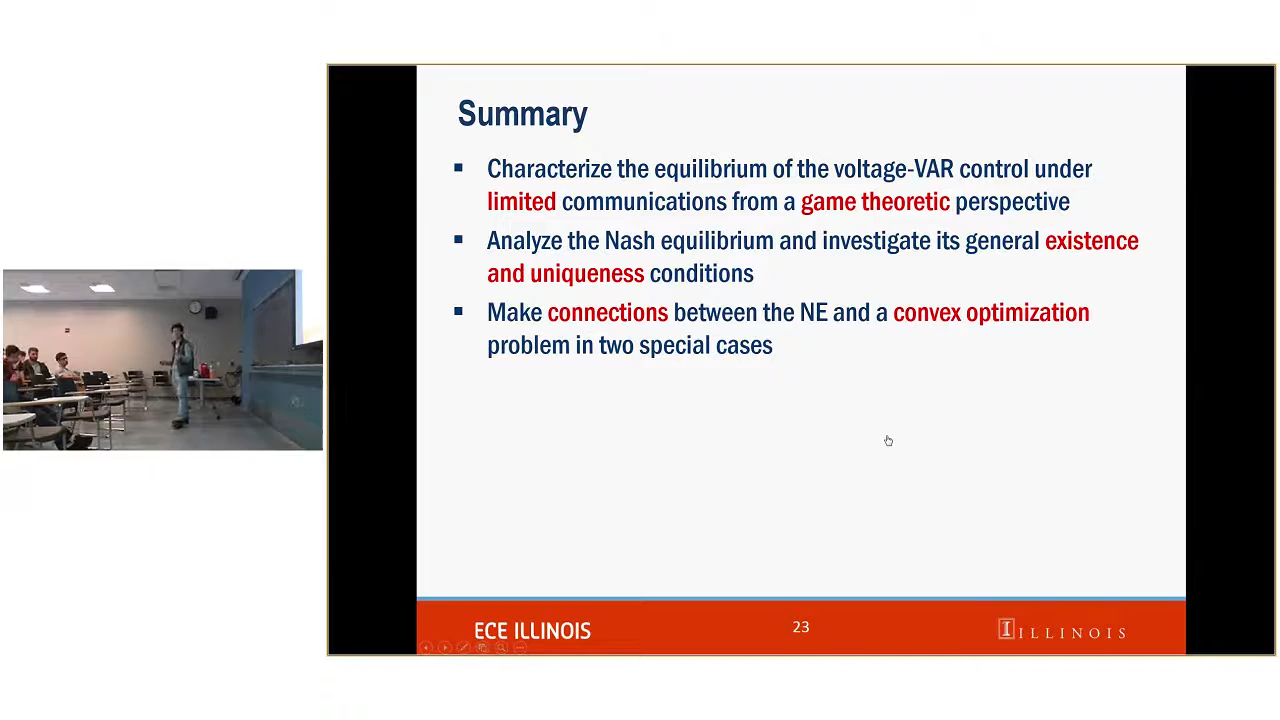 Summary
▪ Characterize the equilibrium of the voltage-VAR control under
limited communications from a game theoretic perspective
▪ Analyze the Nash equilibrium and investigate its general existence
and uniqueness conditions
▪ Make connections between the NE and a convex optimization
problem in two special cases
ECE ILLINOIS
23
I ILLINOIS